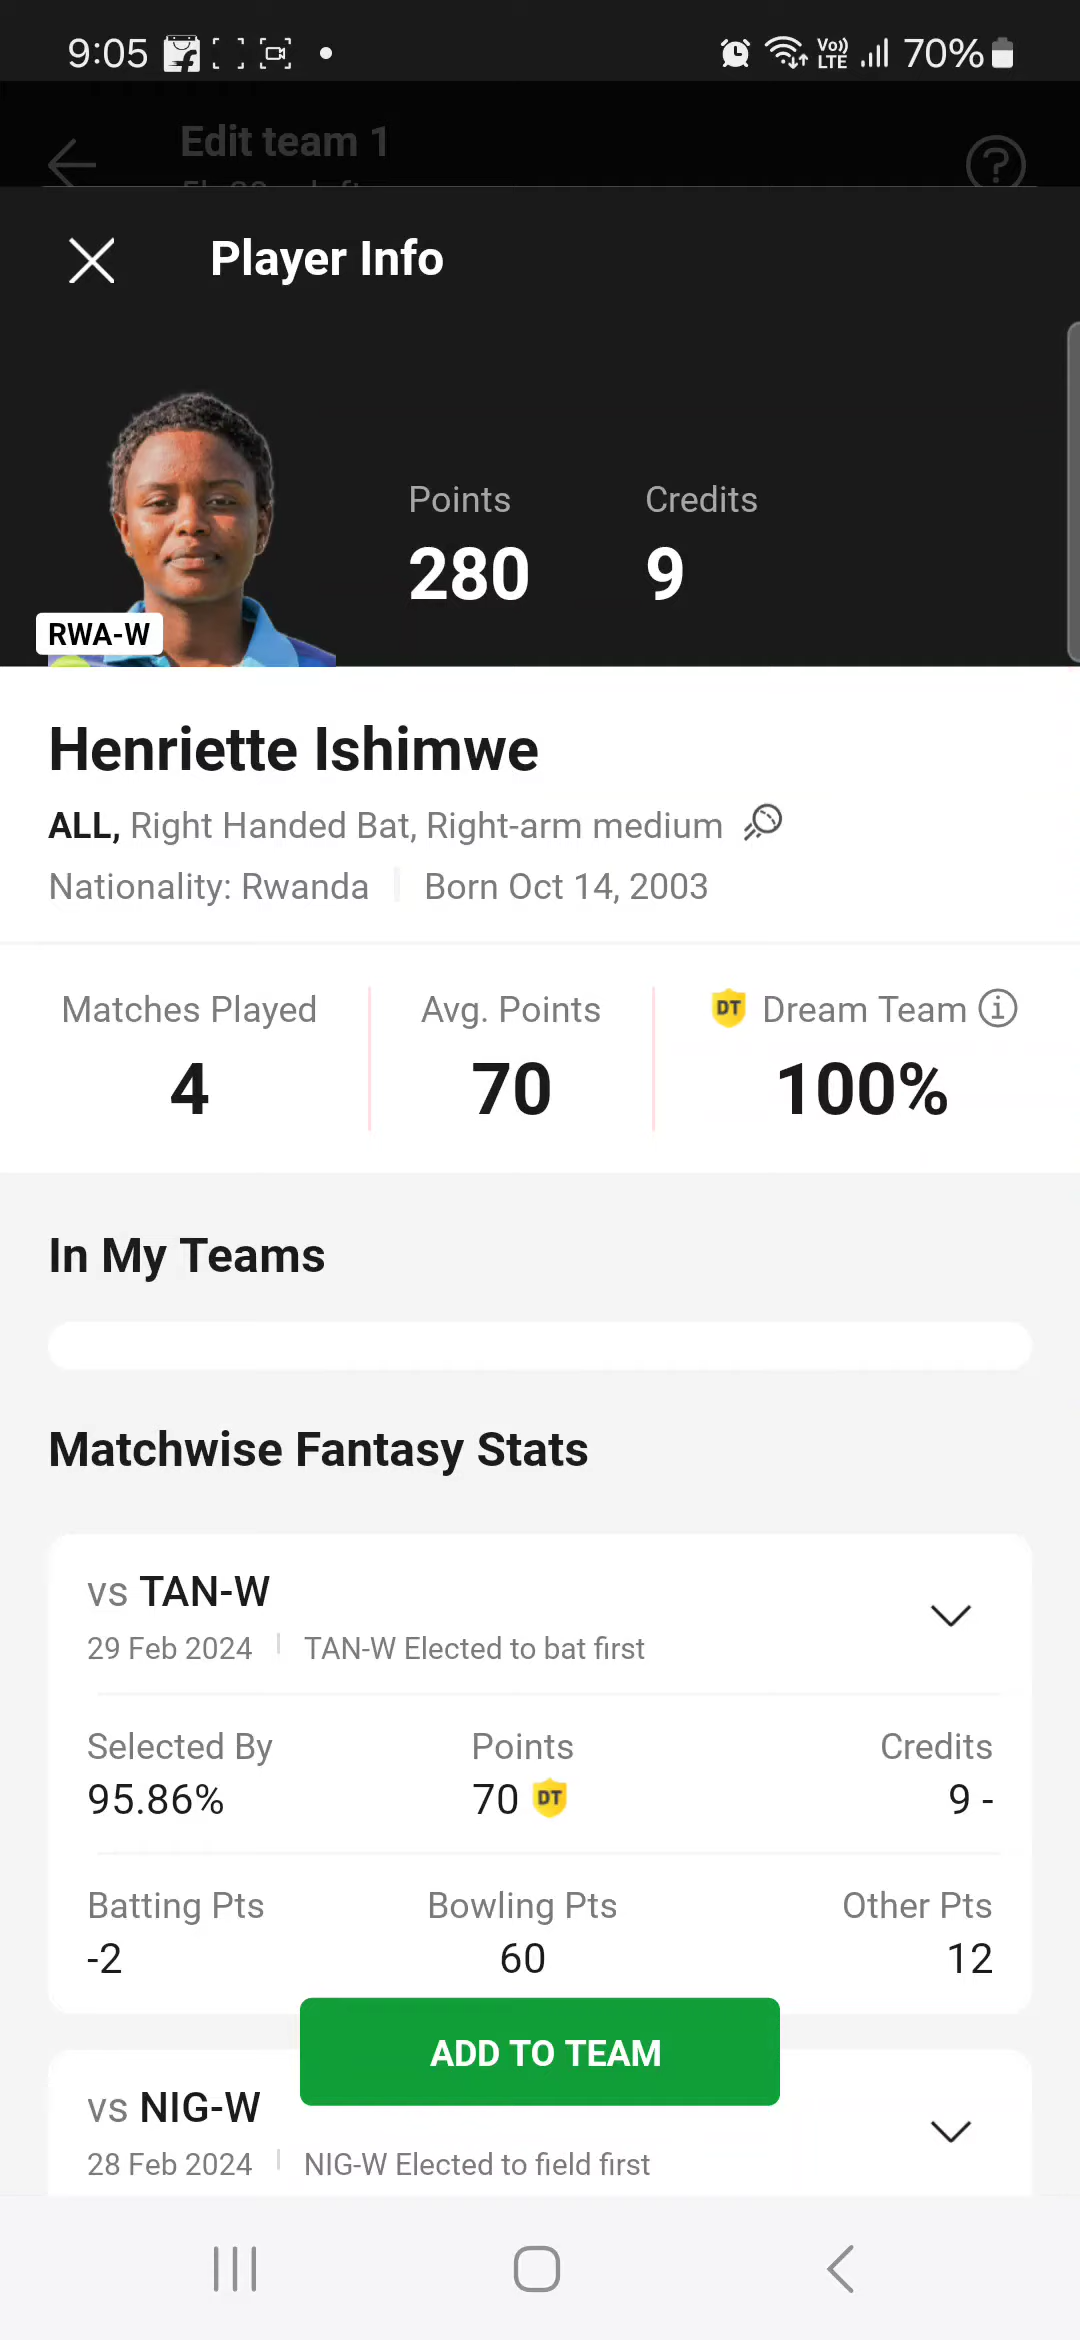 9:05
Vo)) LTE 70%
Edit team 1
Player Info
Points Credits
280 9
RWA-W
Henriette Ishimwe
ALL, Right Handed Bat, Right-arm medium
Nationality: Rwanda Born Oct 14, 2003
Matches Played Avg. Points DT Dream Team
4 70 100%
In My Teams
Matchwise Fantasy Stats
vs TAN-W
29 Feb 2024 TAN-W Elected to bat first
Selected By Points Credits
95.86% 70 DT 9 -
Batting Pts Bowling Pts Other Pts
-2 60 12
ADD TO TEAM
vs NIG-W
28 Feb 2024 NIG-W Elected to field first